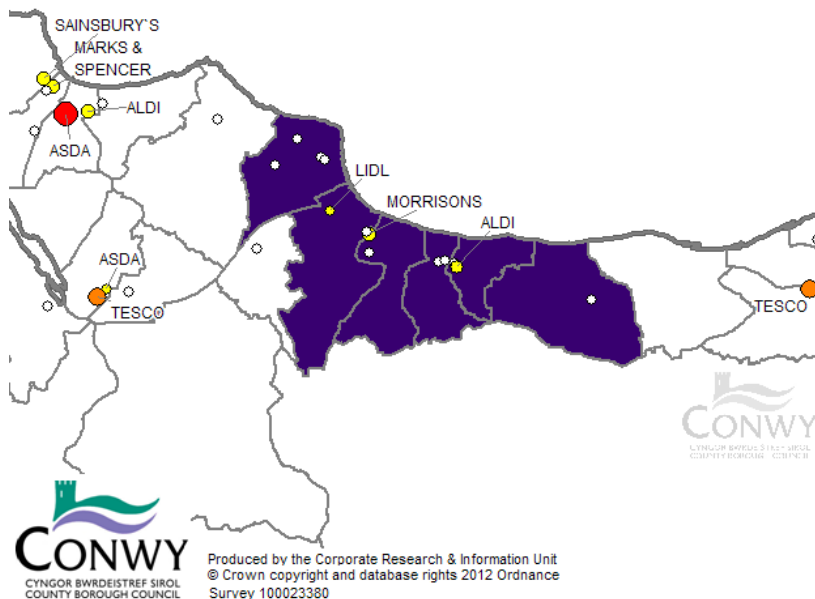 SAINSBURY`S
MARKS &
SPENCER
ALDI
ASDA
LIDL
MORRISONS
ALDI
ASDA
TESCO
TESCO
CONWY
CYNGOR BWRDEISTREF SIROL
COUNTY BOROUGH COUNCIL
CONWY
CYNGOR BWRDEISTREF SIROL
COUNTY BOROUGH COUNCIL
Produced by the Corporate Research & Information Unit
© Crown copyright and database rights 2012 Ordnance
Survey 100023380